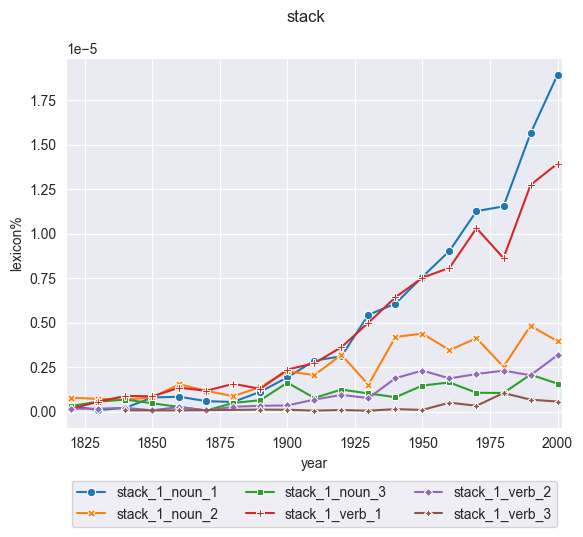 stack
1e−5
1.75
1.50
1.25
1.00
0.75
0.50
0.25
0.00
lexicon%
1825 1850 1875 1900 1925 1950 1975 2000
year
stack_1_noun_1 stack_1_noun_3 stack_1_verb_2
stack_1_noun_2 stack_1_verb_1 stack_1_verb_3